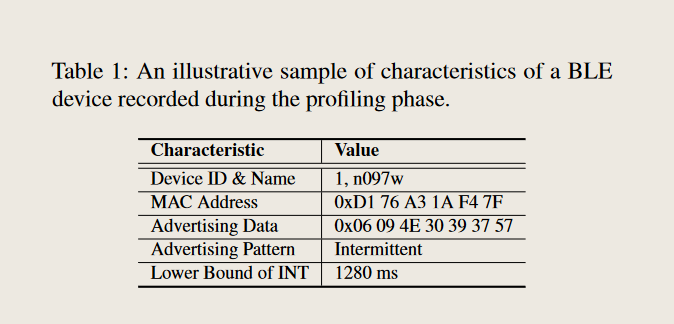 Table 1: An illustrative sample of characteristics of a BLE
device recorded during the profiling phase.
Characteristic Value
Device ID & Name 1, n097w
MAC Address 0xD1 76 A3 1A F4 7F
Advertising Data 0x06 09 4E 30 39 37 57
Advertising Pattern Intermittent
Lower Bound of INT 1280 ms